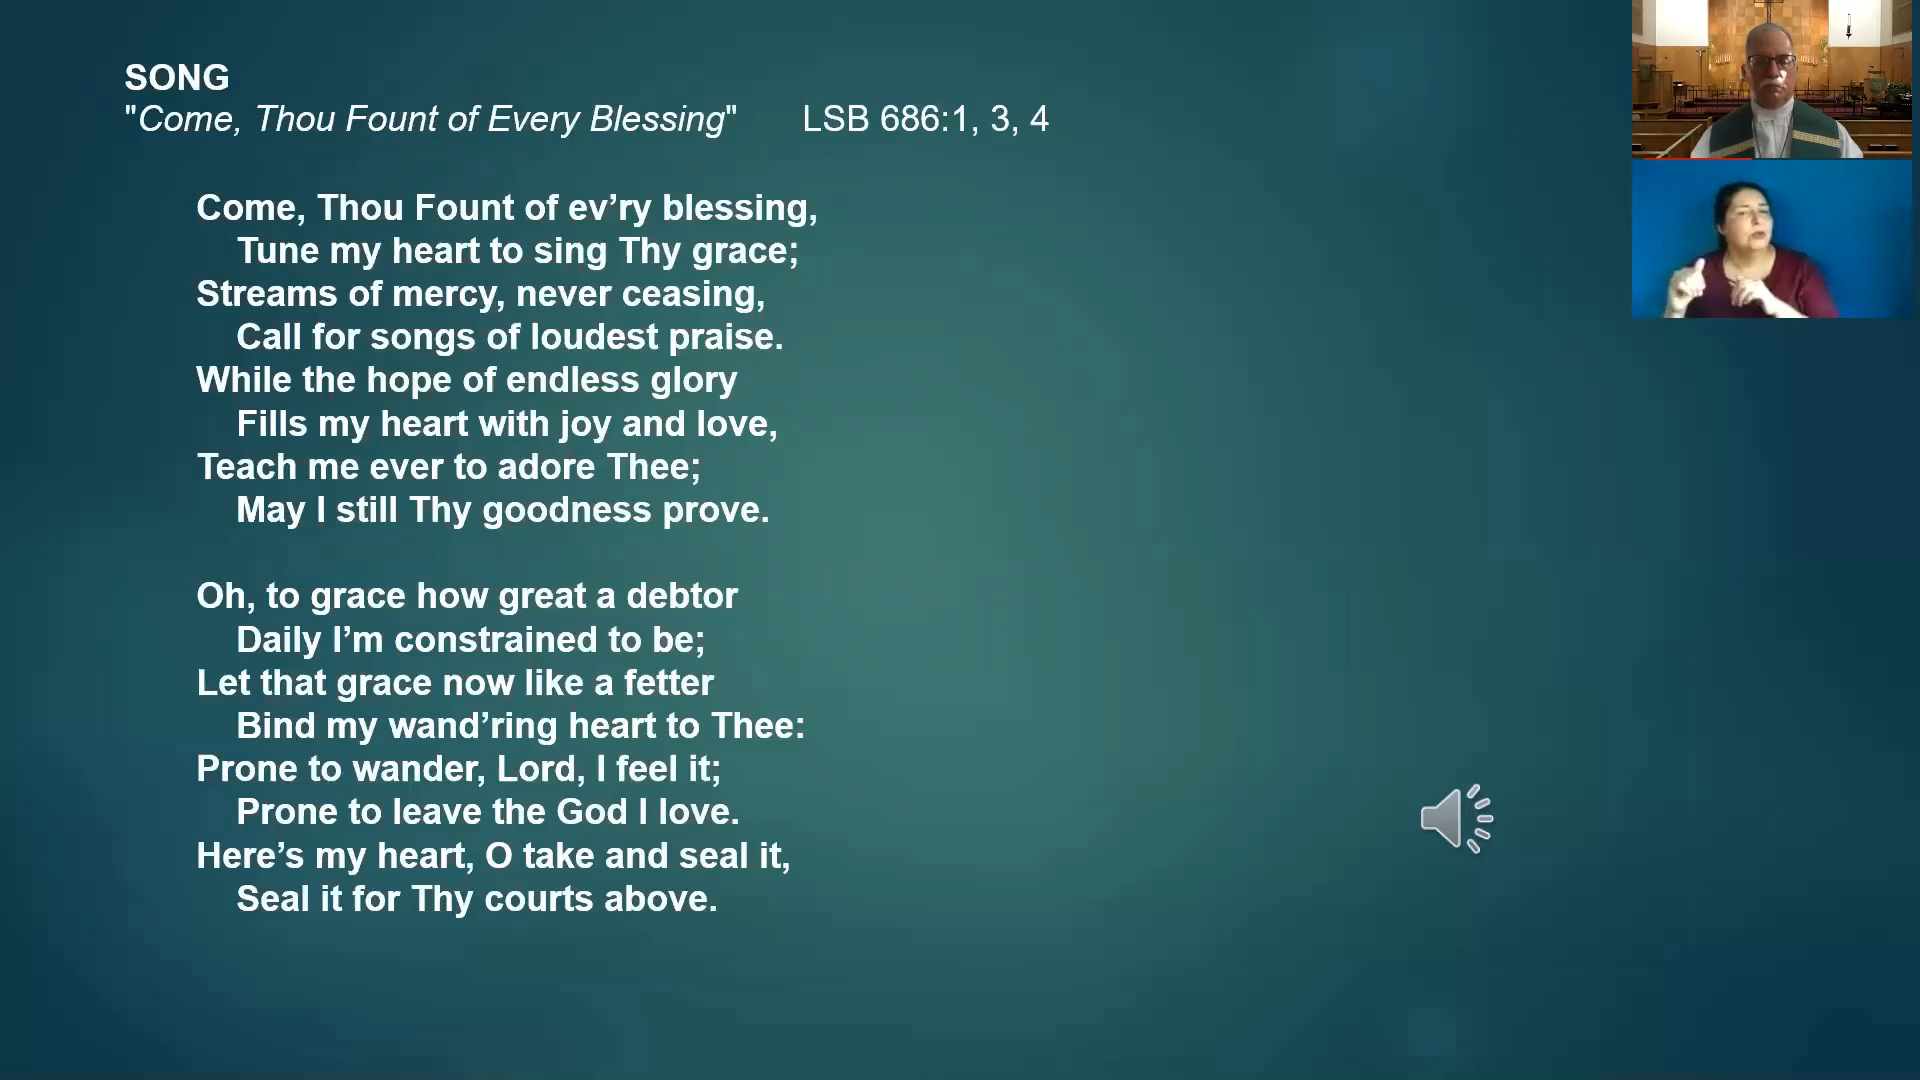 SONG
"Come, Thou Fount of Every Blessing" LSB 686:1, 3, 4
Come, Thou Fount of ev’ry blessing,
Tune my heart to sing Thy grace;
Streams of mercy, never ceasing,
Call for songs of loudest praise.
While the hope of endless glory
Fills my heart with joy and love,
Teach me ever to adore Thee;
May I still Thy goodness prove.
Oh, to grace how great a debtor
Daily I’m constrained to be;
Let that grace now like a fetter
Bind my wand’ring heart to Thee:
Prone to wander, Lord, I feel it;
Prone to leave the God I love.
Here’s my heart, O take and seal it,
Seal it for Thy courts above.